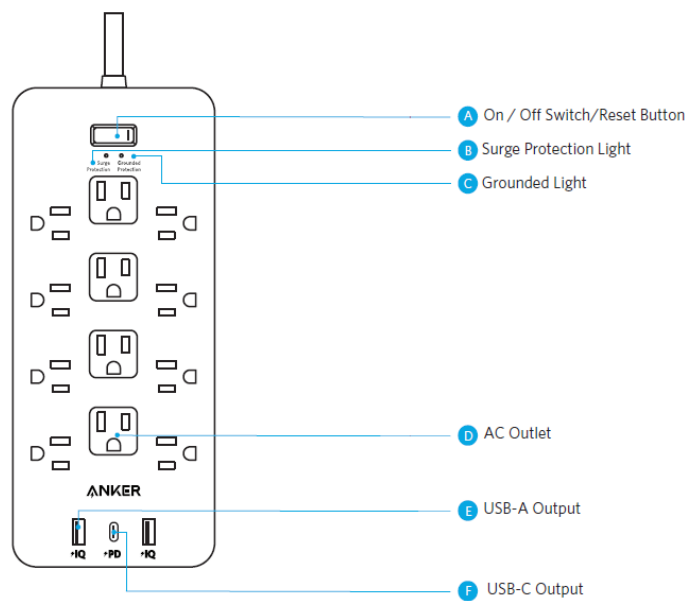 A On / Off Switch/Reset Button
B Surge Protection Light
Surge Protection
Grounded Protection
C Grounded Light
D AC Outlet
ANKER
E USB-A Output
IQ PD IQ
F USB-C Output